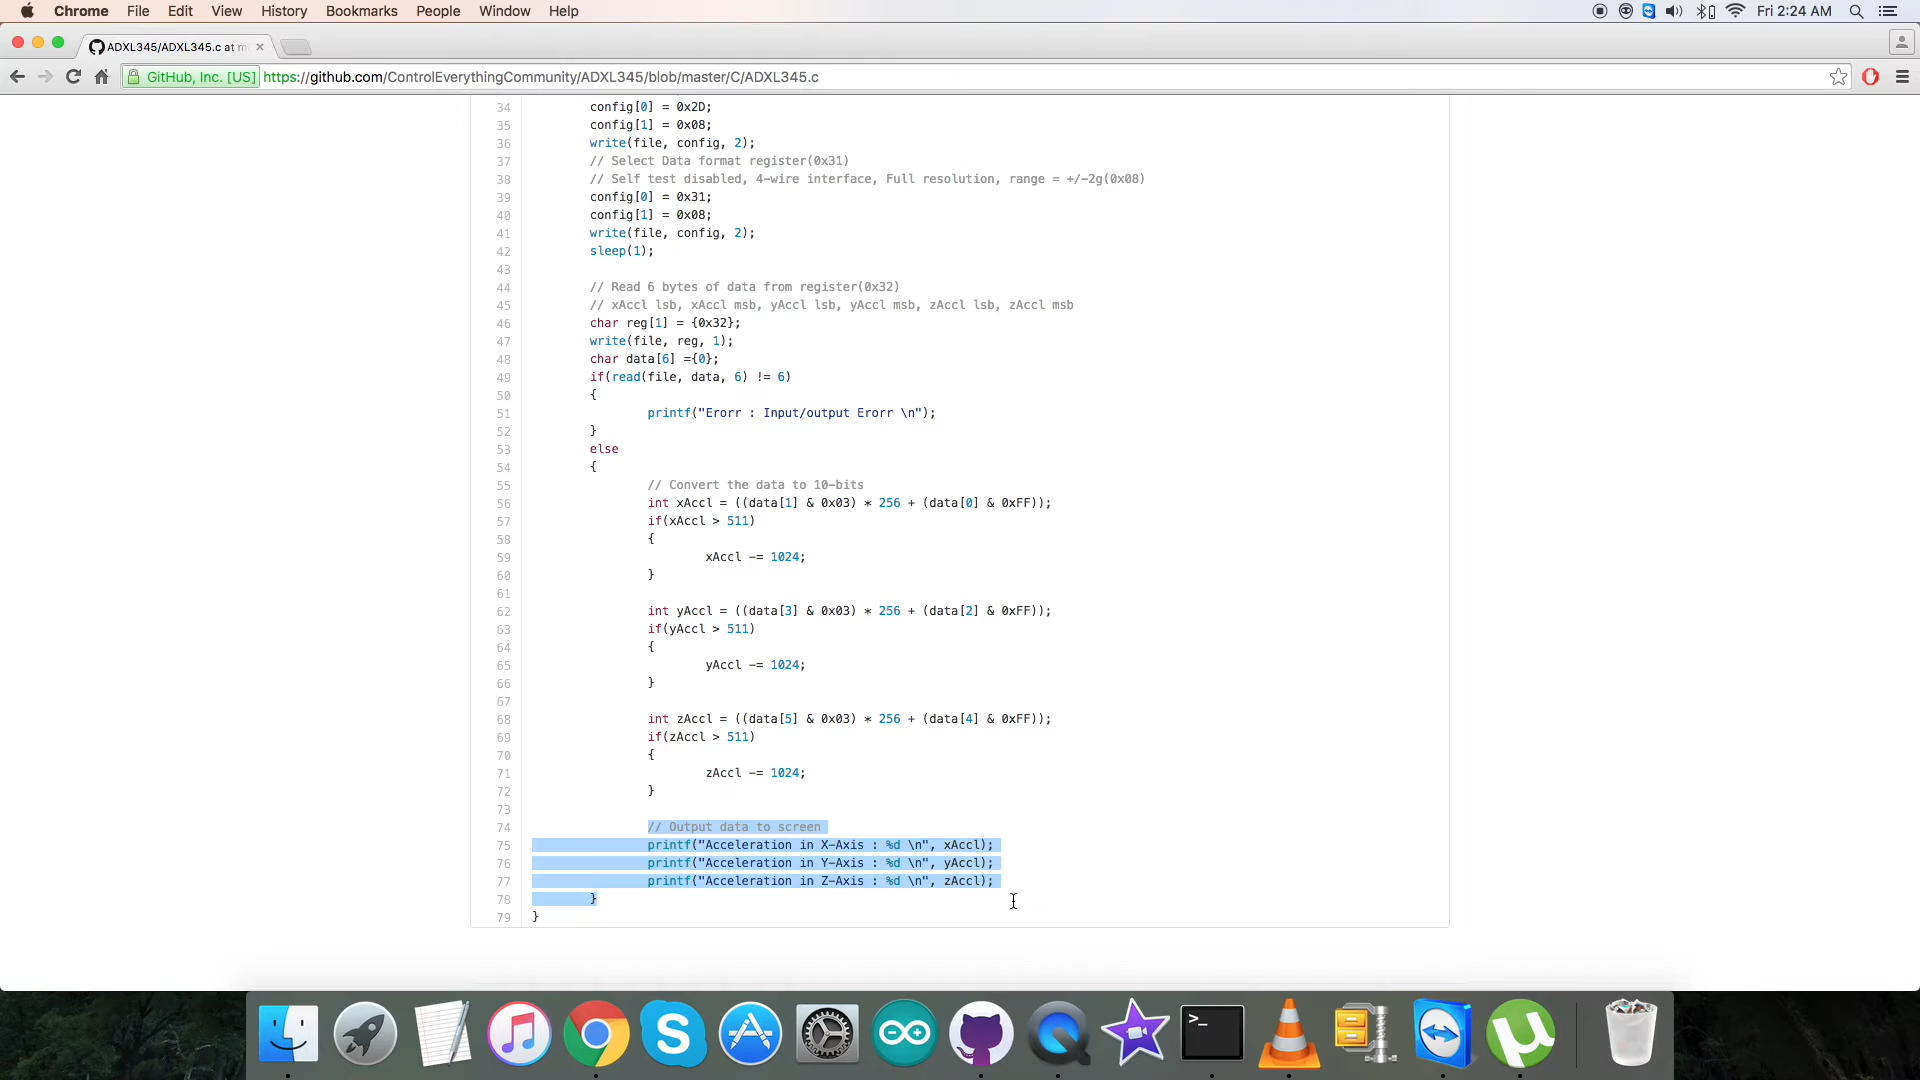 Chrome File Edit View History Bookmarks People Window Help Fri 2:24 AM
ADXL345/ADXL345.c at m
GitHub, Inc. [US] https://github.com/ControlEverythingCommunity/ADXL345/blob/master/C/ADXL345.c
34 config[0] = 0x2D;
35 config[1] = 0x08;
36 write(file, config, 2);
37 // Select Data format register(0x31)
38 // Self test disabled, 4-wire interface, Full resolution, range = +/-2g(0x08)
39 config[0] = 0x31;
40 config[1] = 0x08;
41 write(file, config, 2);
42 sleep(1);
43
44 // Read 6 bytes of data from register(0x32)
45 // xAccl lsb, xAccl msb, yAccl lsb, yAccl msb, zAccl lsb, zAccl msb
46 char reg[1] = {0x32};
47 write(file, reg, 1);
48 char data[6] ={0};
49 if(read(file, data, 6) != 6)
50 {
51 printf("Erorr : Input/output Erorr \n");
52 }
53 else
54 {
55 // Convert the data to 10-bits
56 int xAccl = ((data[1] & 0x03) * 256 + (data[0] & 0xFF));
57 if(xAccl > 511)
58 {
59 xAccl -= 1024;
60 }
61
62 int yAccl = ((data[3] & 0x03) * 256 + (data[2] & 0xFF));
63 if(yAccl > 511)
64 {
65 yAccl -= 1024;
66 }
67
68 int zAccl = ((data[5] & 0x03) * 256 + (data[4] & 0xFF));
69 if(zAccl > 511)
70 {
71 zAccl -= 1024;
72 }
73
74 // Output data to screen
75 printf("Acceleration in X-Axis : %d \n", xAccl);
76 printf("Acceleration in Y-Axis : %d \n", yAccl);
77 printf("Acceleration in Z-Axis : %d \n", zAccl);
78 }
79 }